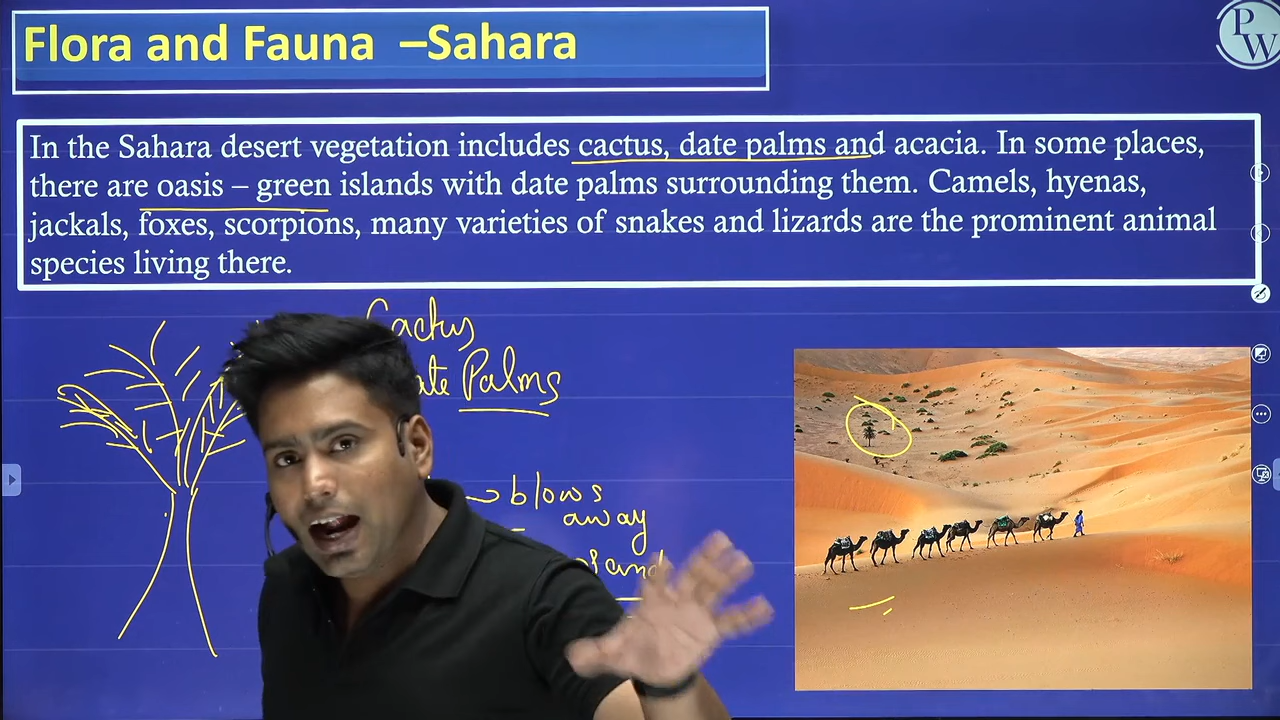 Flora and Fauna –Sahara
PW
In the Sahara desert vegetation includes cactus, date palms and acacia. In some places,
there are oasis – green islands with date palms surrounding them. Camels, hyenas,
jackals, foxes, scorpions, many varieties of snakes and lizards are the prominent animal
species living there.
Cactus
ate Palms
blows
away
sand